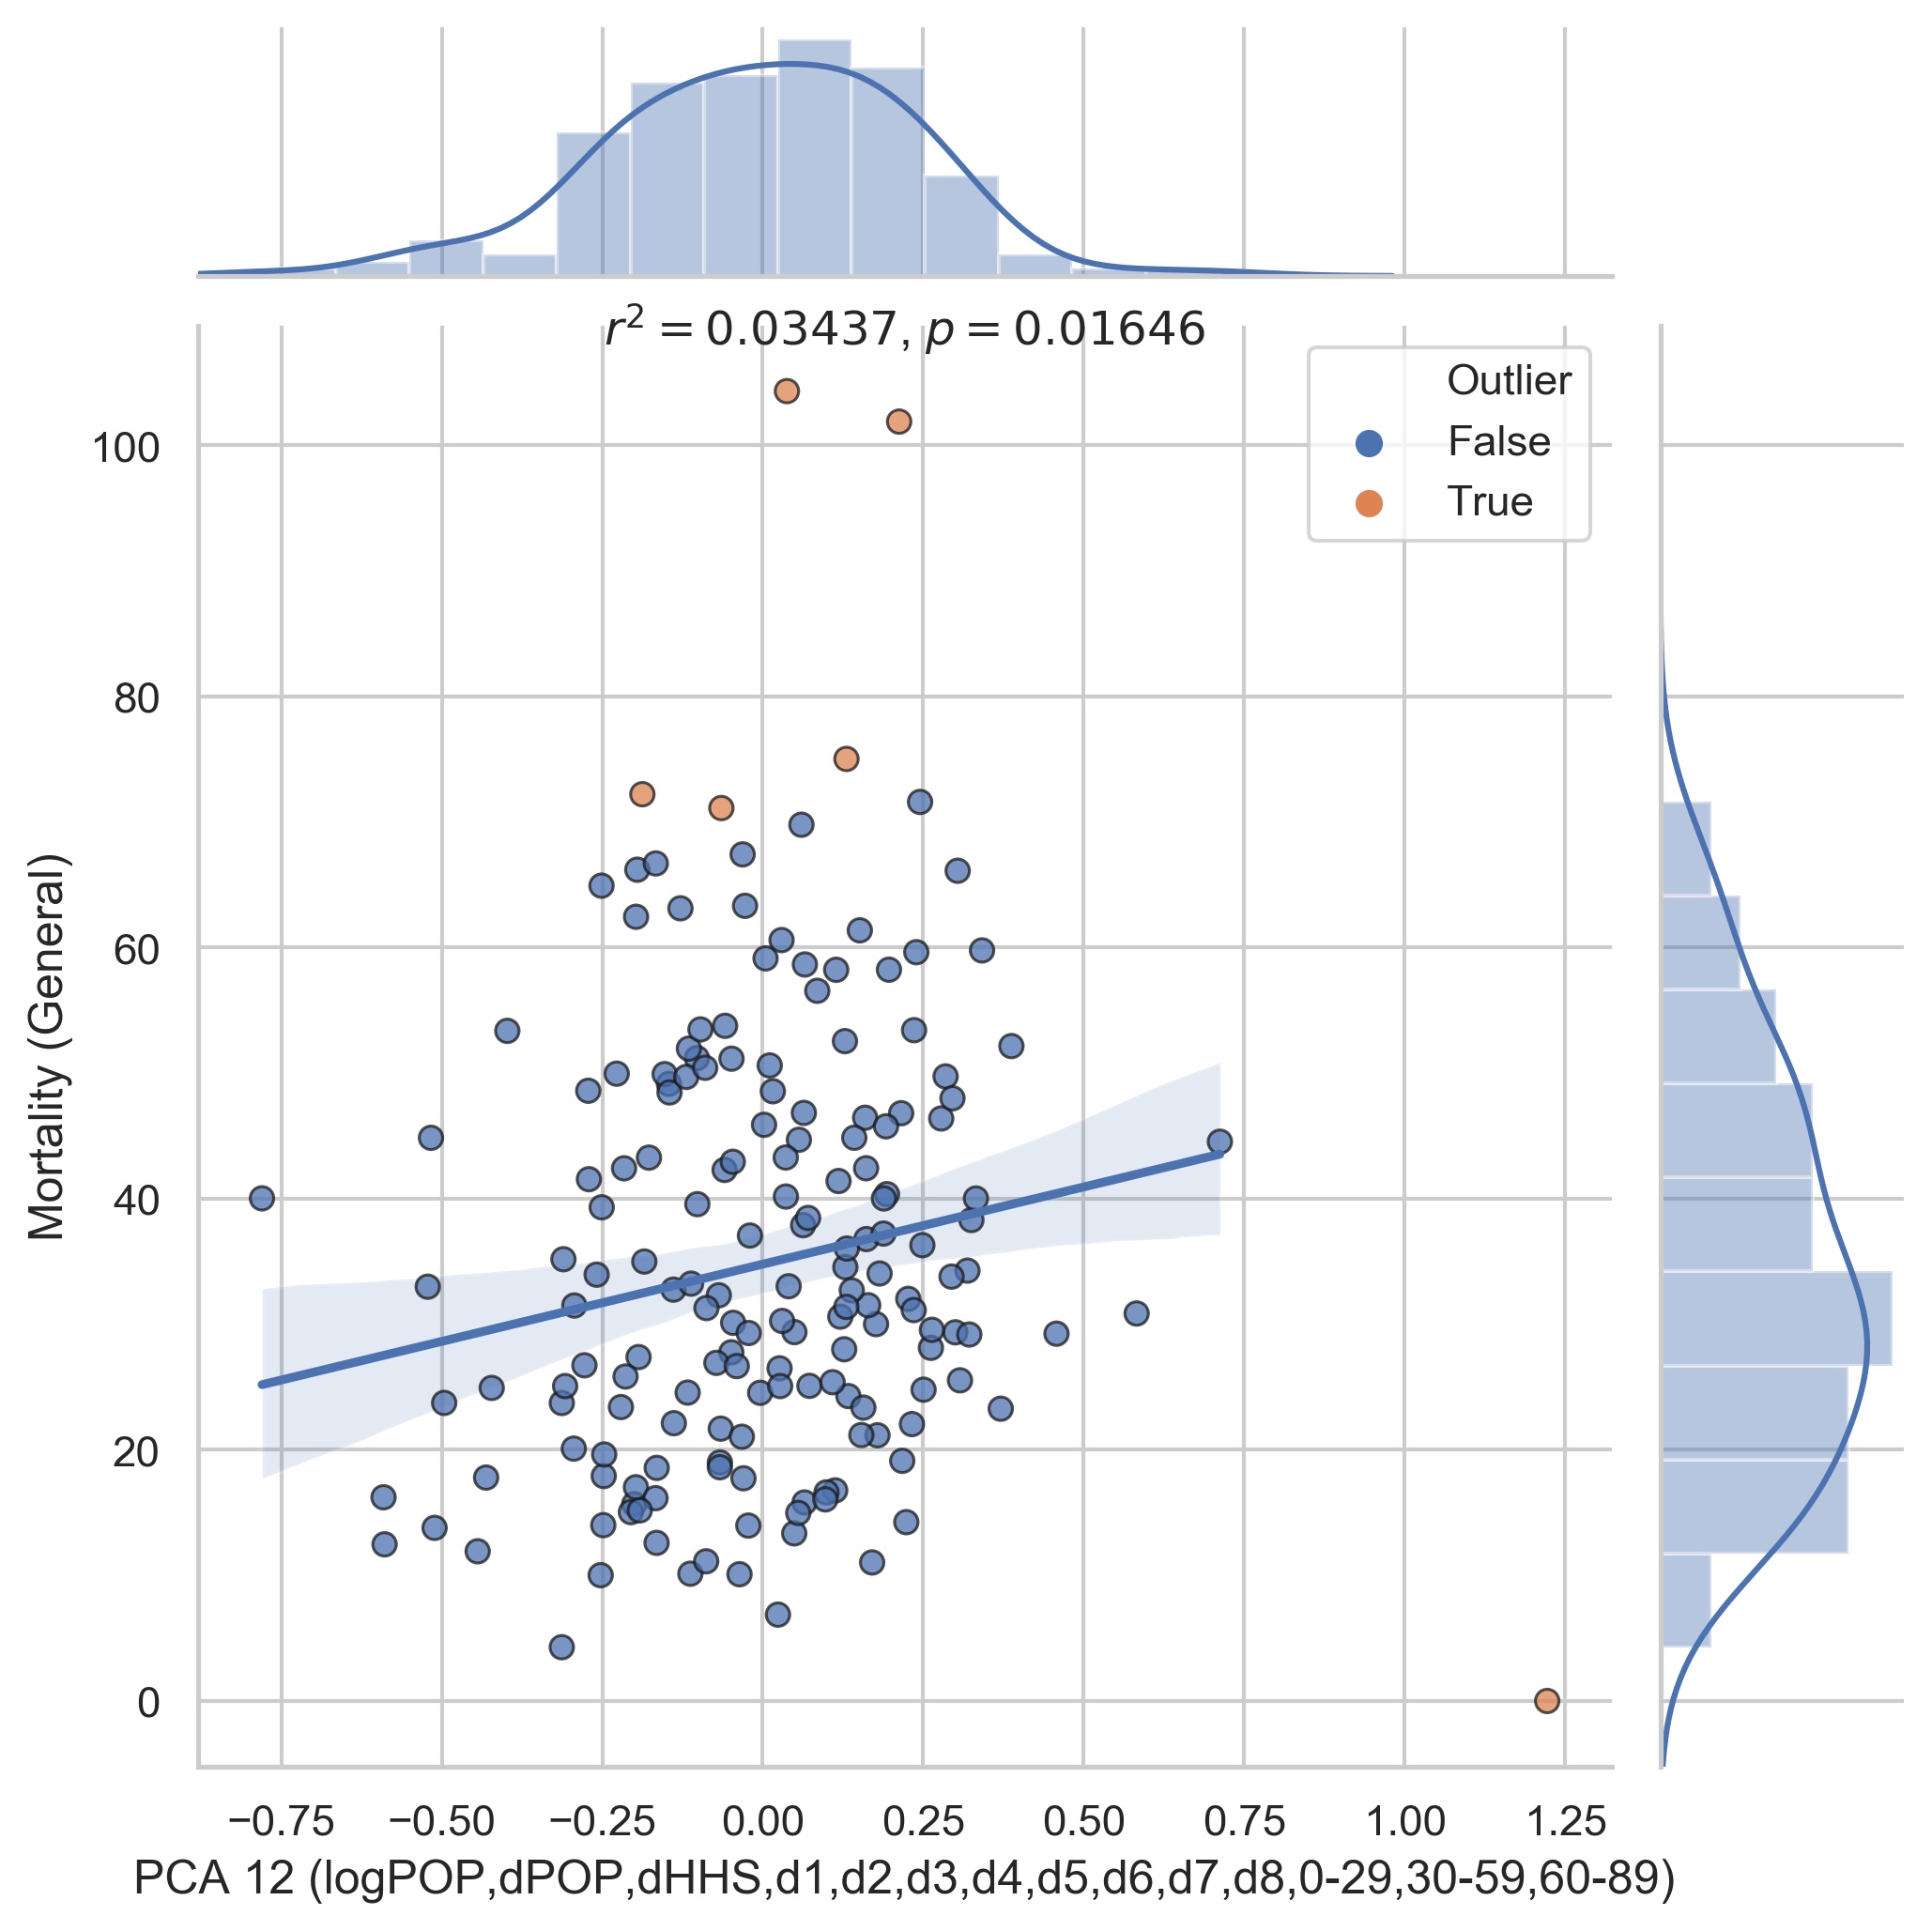 r² = 0.03437, p = 0.01646
Outlier
False
True
100
80
60
40
20
0
Mortality (General)
−0.75 −0.50 −0.25 0.00 0.25 0.50 0.75 1.00 1.25
PCA 12 (logPOP,dPOP,dHHS,d1,d2,d3,d4,d5,d6,d7,d8,0-29,30-59,60-89)